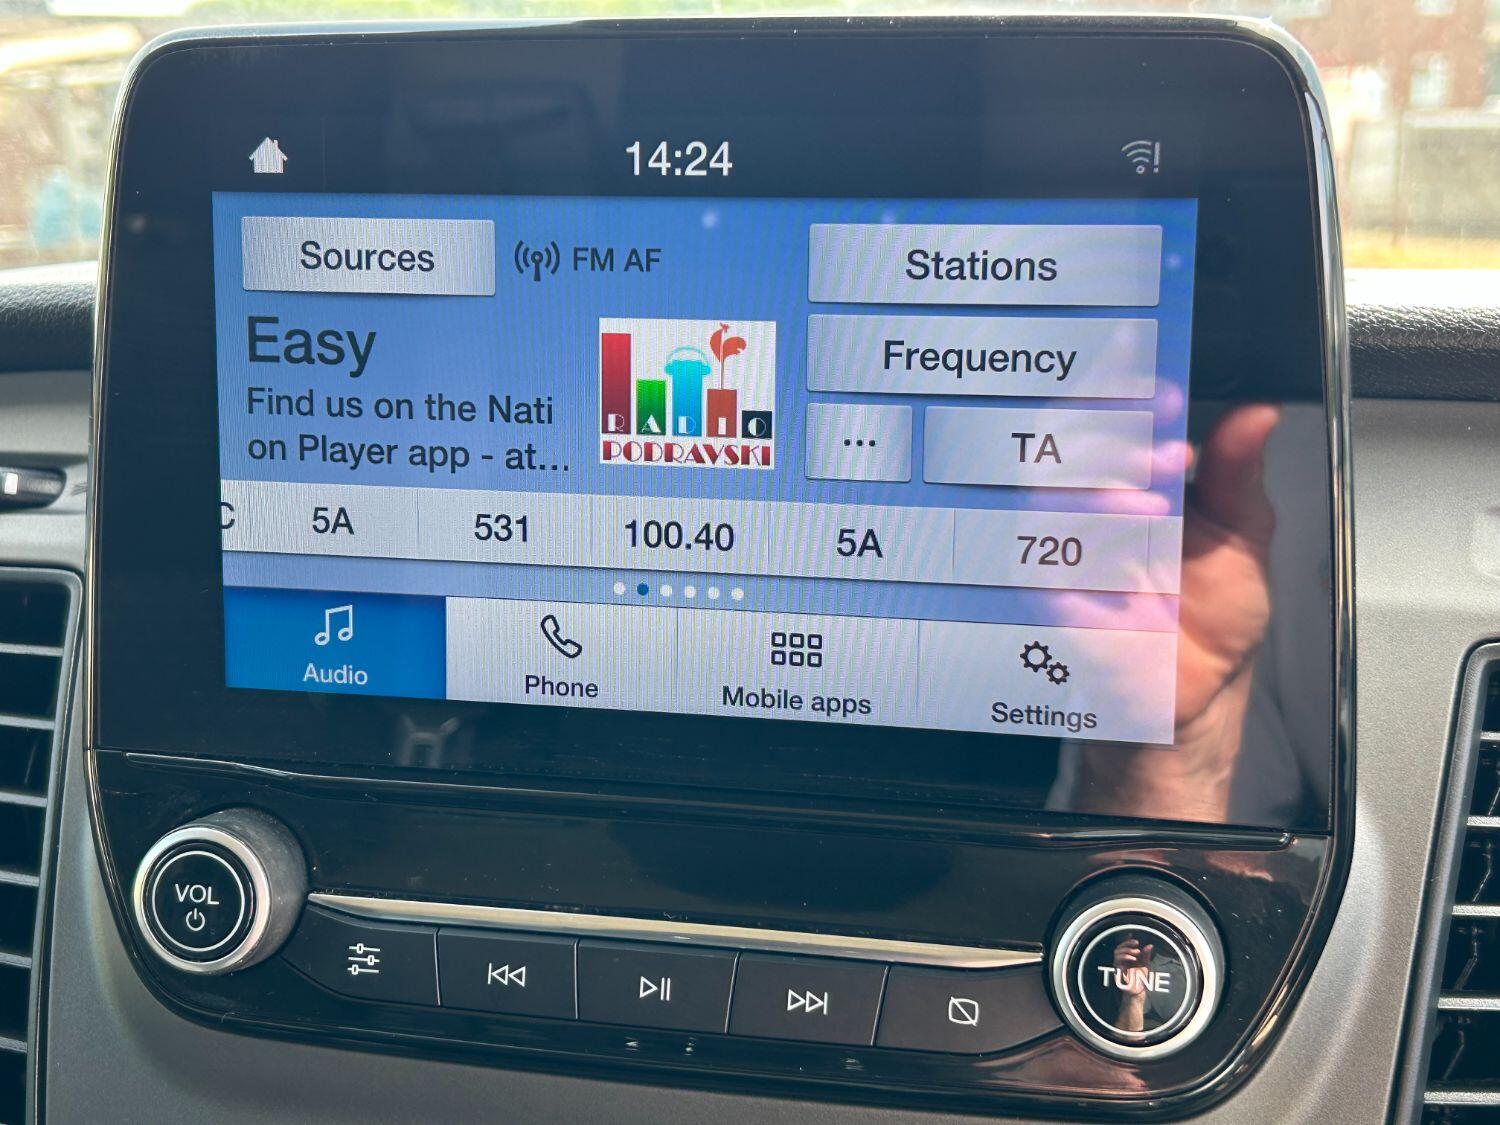 14:24
Sources
FM AF
Stations
Easy
Find us on the Nati
on Player app - at...
RADIO
PODRAVSKI
Frequency
...
TA
C
5A
531
100.40
5A
720
Audio
Phone
Mobile apps
Settings
VOL
TUNE